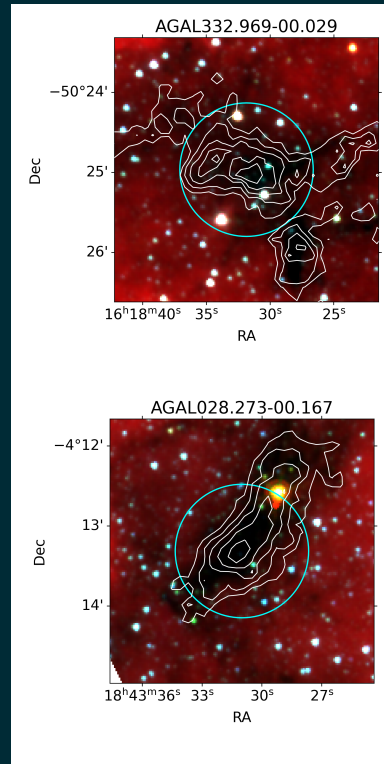 AGAL332.969-00.029
−50°24'
25'
26'
Dec
16ʰ18ᵐ40ˢ 35ˢ 30ˢ 25ˢ
RA
AGAL028.273-00.167
−4°12'
13'
14'
Dec
18ʰ43ᵐ36ˢ 33ˢ 30ˢ 27ˢ
RA